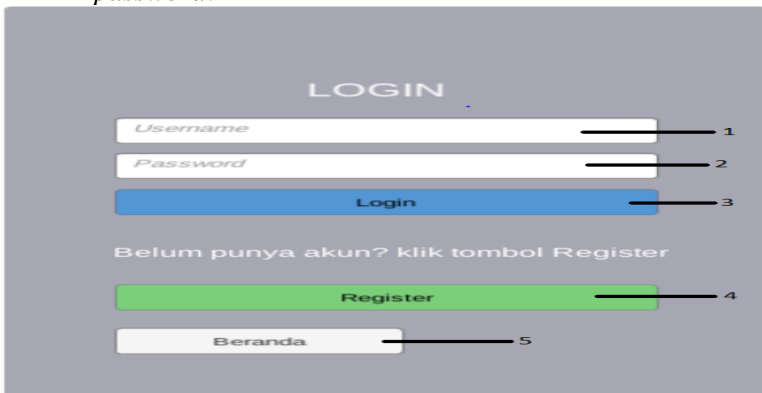 LOGIN
Username 1
Password 2
Login 3
Belum punya akun? klik tombol Register
Register 4
Beranda 5